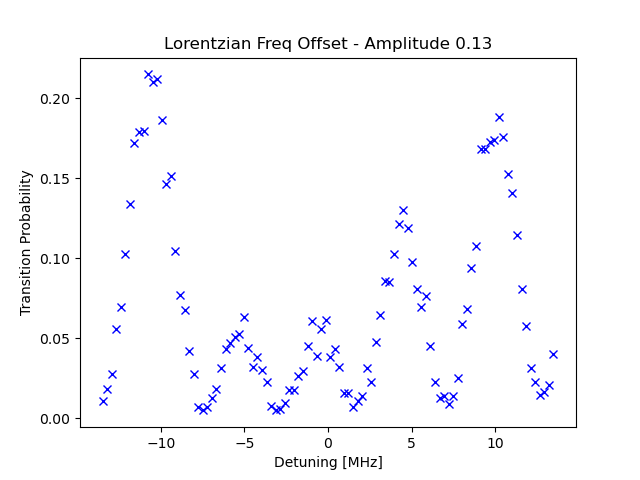 Lorentzian Freq Offset - Amplitude 0.13
Transition Probability
0.20
0.15
0.10
0.05
0.00
−10 −5 0 5 10
Detuning [MHz]